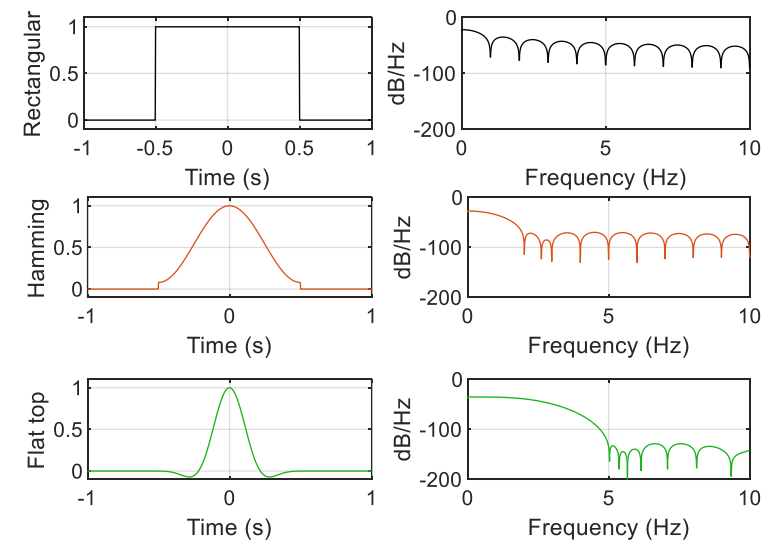 Rectangular
1
0.5
0
-1 -0.5 0 0.5 1
Time (s)
dB/Hz
0
-100
-200
0 5 10
Frequency (Hz)
Hamming
1
0.5
0
-1 0 1
Time (s)
dB/Hz
0
-100
-200
0 5 10
Frequency (Hz)
Flat top
1
0.5
0
-1 0 1
Time (s)
dB/Hz
0
-100
-200
0 5 10
Frequency (Hz)